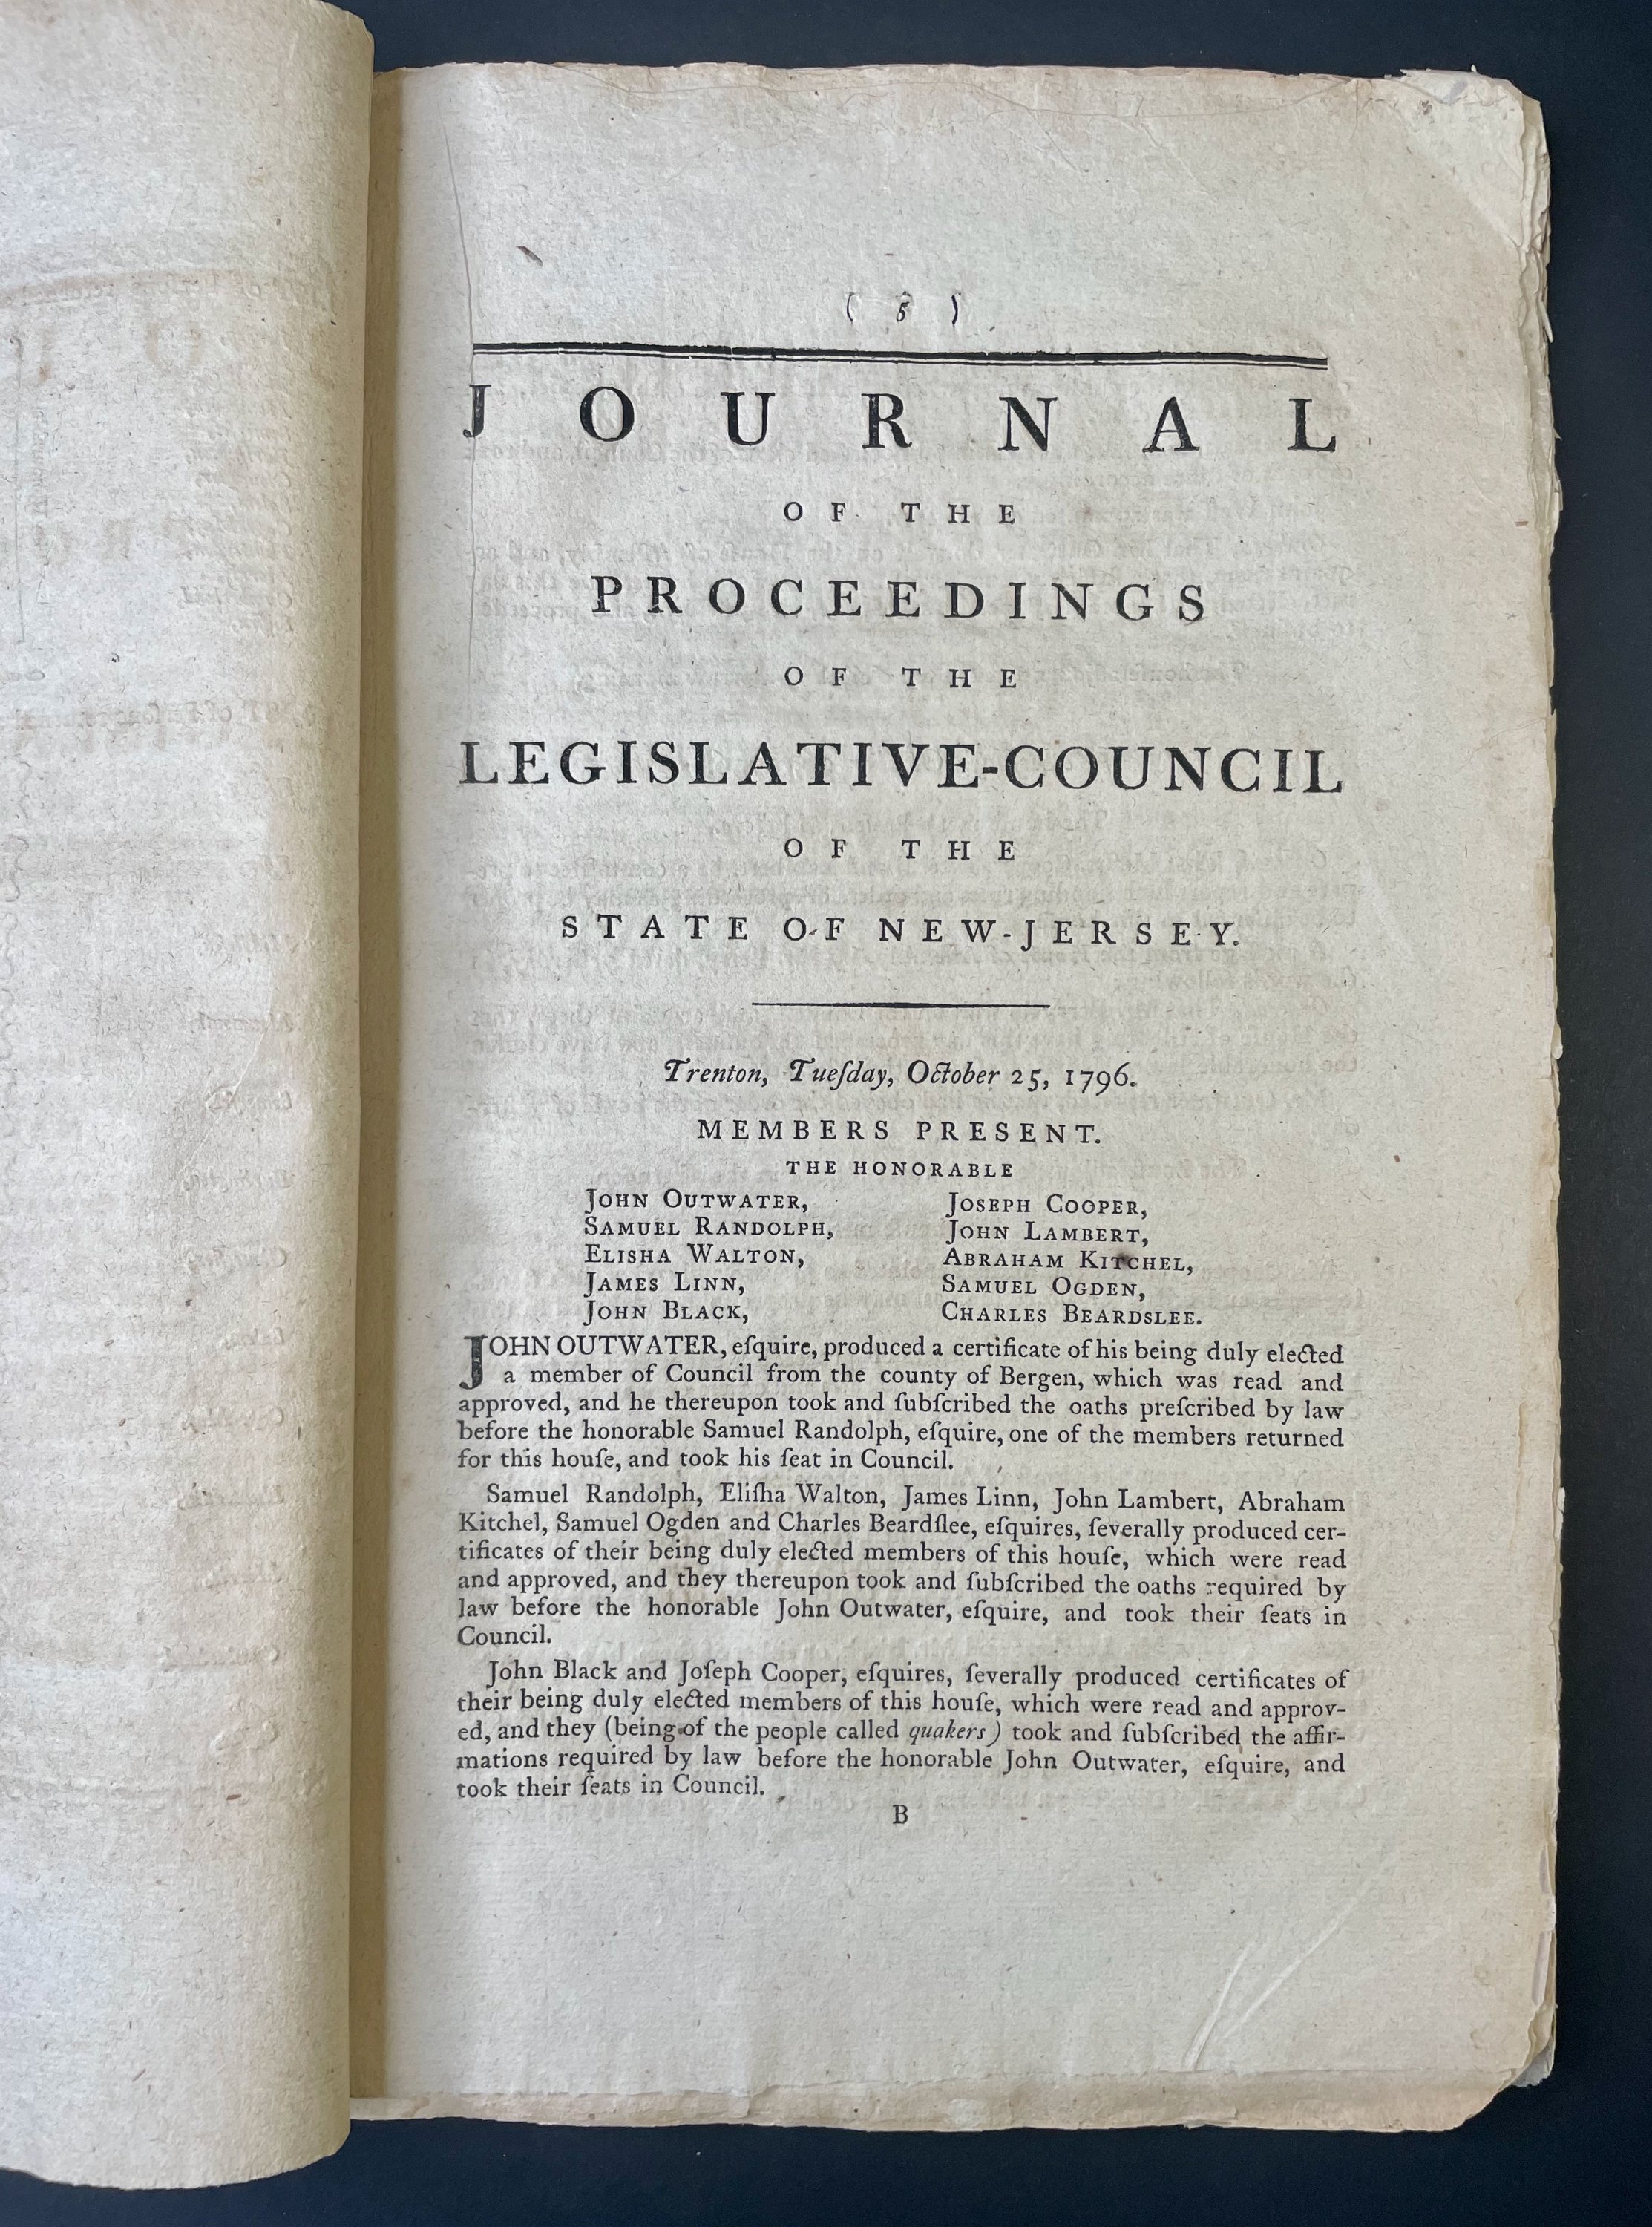 ( 5 )
JOURNAL
OF THE
PROCEEDINGS
OF THE
LEGISLATIVE-COUNCIL
OF THE
STATE OF NEW-JERSEY.
Trenton, Tueſday, October 25, 1796.
MEMBERS PRESENT.
THE HONORABLE
JOHN OUTWATER, JOSEPH COOPER,
SAMUEL RANDOLPH, JOHN LAMBERT,
ELISHA WALTON, ABRAHAM KITCHEL,
JAMES LINN, SAMUEL OGDEN,
JOHN BLACK, CHARLES BEARDSLEE.
JOHN OUTWATER, eſquire, produced a certificate of his being duly elected
a member of Council from the county of Bergen, which was read and
approved, and he thereupon took and ſubſcribed the oaths preſcribed by law
before the honorable Samuel Randolph, eſquire, one of the members returned
for this houſe, and took his ſeat in Council.
Samuel Randolph, Eliſha Walton, James Linn, John Lambert, Abraham
Kitchel, Samuel Ogden and Charles Beardſlee, eſquires, ſeverally produced cer-
tificates of their being duly elected members of this houſe, which were read
and approved, and they thereupon took and ſubſcribed the oaths required by
law before the honorable John Outwater, eſquire, and took their ſeats in
Council.
John Black and Joſeph Cooper, eſquires, ſeverally produced certificates of
their being duly elected members of this houſe, which were read and approv-
ed, and they (being of the people called quakers) took and ſubſcribed the affir-
mations required by law before the honorable John Outwater, eſquire, and
took their ſeats in Council.
B